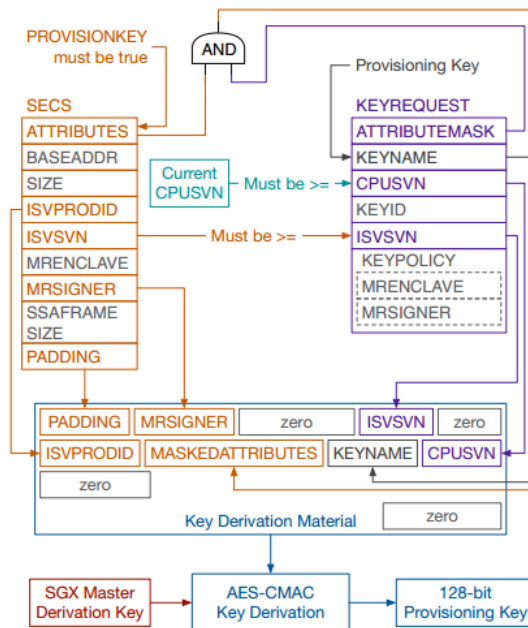 PROVISIONKEY
must be true
AND
Provisioning Key
SECS
ATTRIBUTES
BASEADDR
SIZE
ISVPRODID
ISVSVN
MRENCLAVE
MRSIGNER
SSAFRAME
SIZE
PADDING
Current
CPUSVN
Must be >=
Must be >=
KEYREQUEST
ATTRIBUTEMASK
KEYNAME
CPUSVN
KEYID
ISVSVN
KEYPOLICY
MRENCLAVE
MRSIGNER
PADDING MRSIGNER zero ISVSVN zero
ISVPRODID MASKEDATTRIBUTES KEYNAME CPUSVN
zero
zero
Key Derivation Material
SGX Master
Derivation Key
AES-CMAC
Key Derivation
128-bit
Provisioning Key